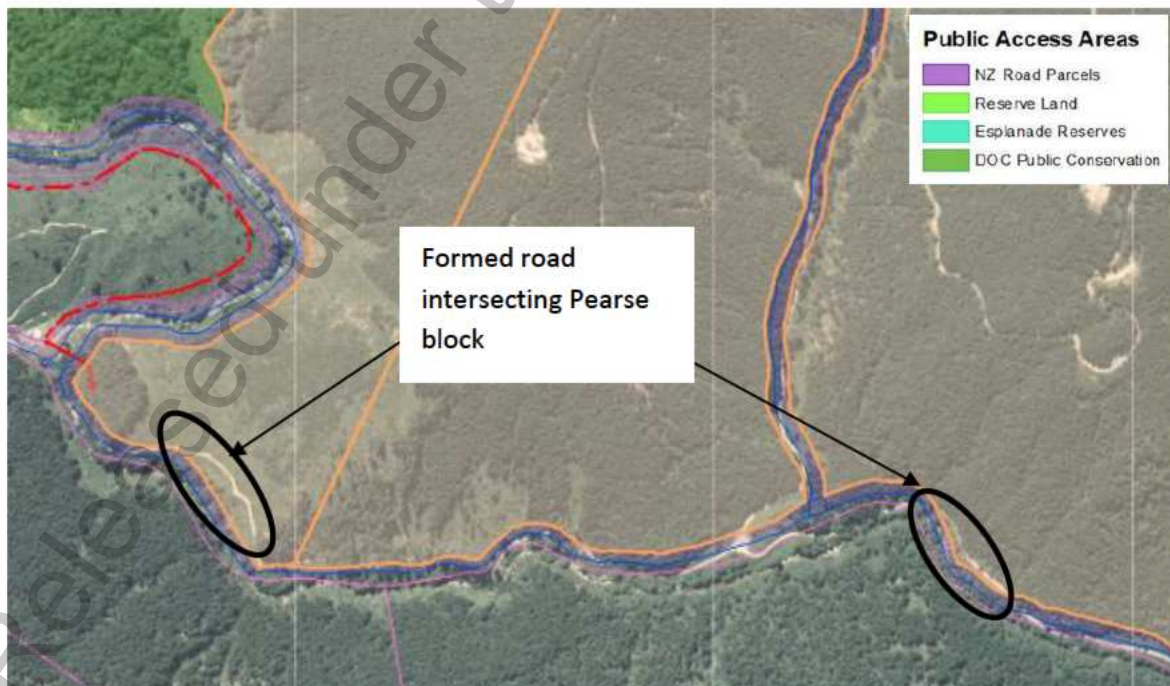 Public Access Areas
NZ Road Parcels
Reserve Land
Esplanade Reserves
DOC Public Conservation
Formed road
intersecting Pearse
block
Released under